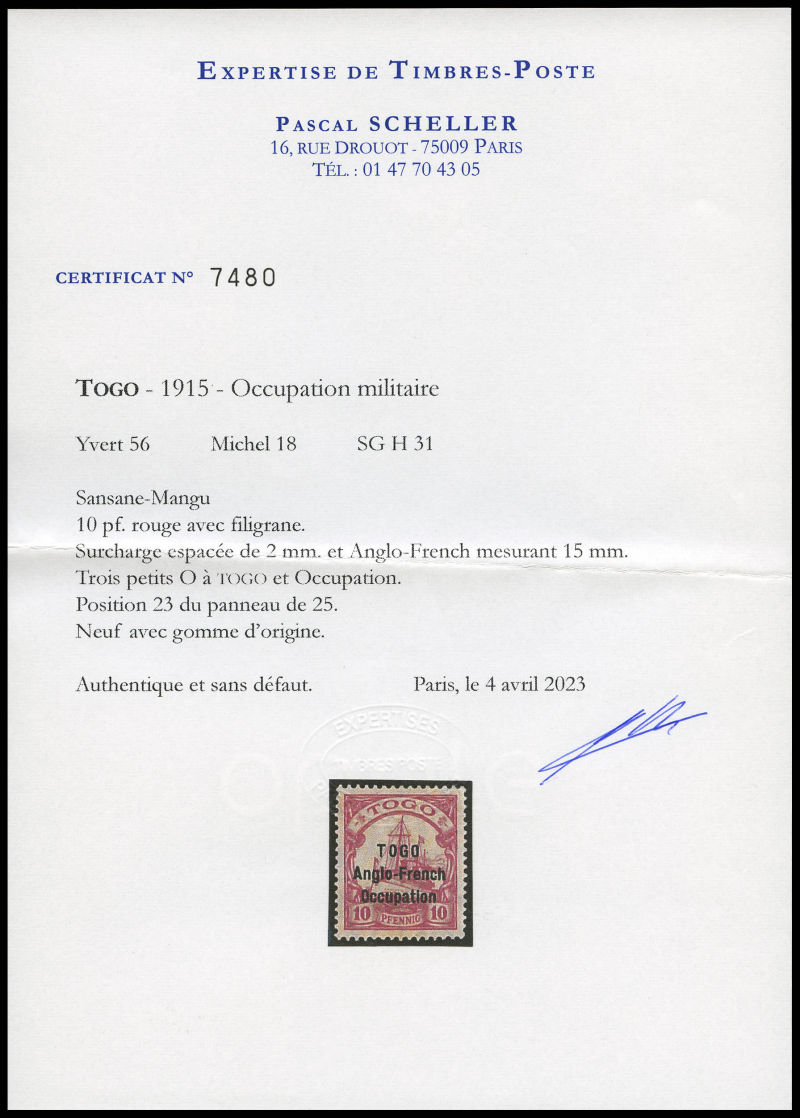 EXPERTISE DE TIMBRES-POSTE
PASCAL SCHELLER
16, RUE DROUOT - 75009 PARIS
TÉL. : 01 47 70 43 05
CERTIFICAT N° 7480
TOGO - 1915 - Occupation militaire
Yvert 56 Michel 18 SG H 31
Sansane-Mangu
10 pf. rouge avec filigrane.
Surcharge espacée de 2 mm. et Anglo-French mesurant 15 mm.
Trois petits O à TOGO et Occupation.
Position 23 du panneau de 25.
Neuf avec gomme d'origine.
Authentique et sans défaut. Paris, le 4 avril 2023
EXPERTISES
TIMBRES POSTE
TOGO
TOGO
Anglo-French
Occupation
10 PFENNIG 10